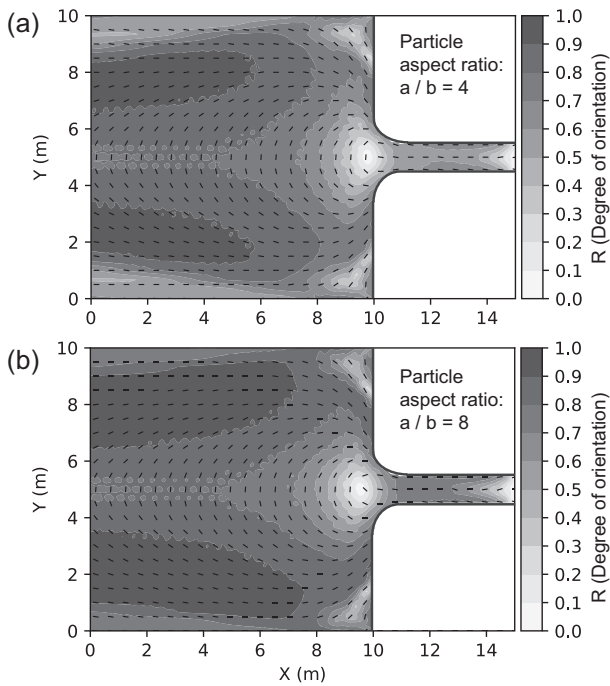 (a)
10
8
6
4
2
0
Y (m)
Particle
aspect ratio:
a / b = 4
0 2 4 6 8 10 12 14
1.0
0.9
0.8
0.7
0.6
0.5
0.4
0.3
0.2
0.1
0.0
R (Degree of orientation)
(b)
10
8
6
4
2
0
Y (m)
Particle
aspect ratio:
a / b = 8
0 2 4 6 8 10 12 14
X (m)
1.0
0.9
0.8
0.7
0.6
0.5
0.4
0.3
0.2
0.1
0.0
R (Degree of orientation)